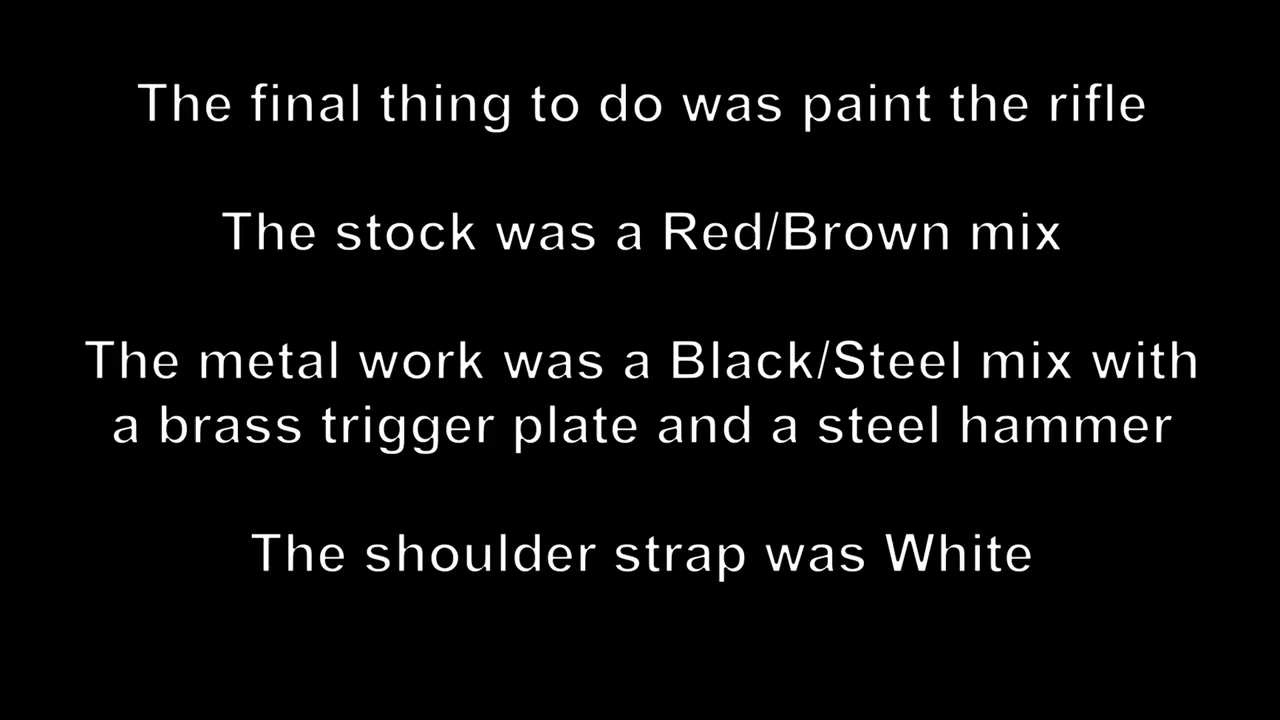 The final thing to do was paint the rifle
The stock was a Red/Brown mix
The metal work was a Black/Steel mix with
a brass trigger plate and a steel hammer
The shoulder strap was White